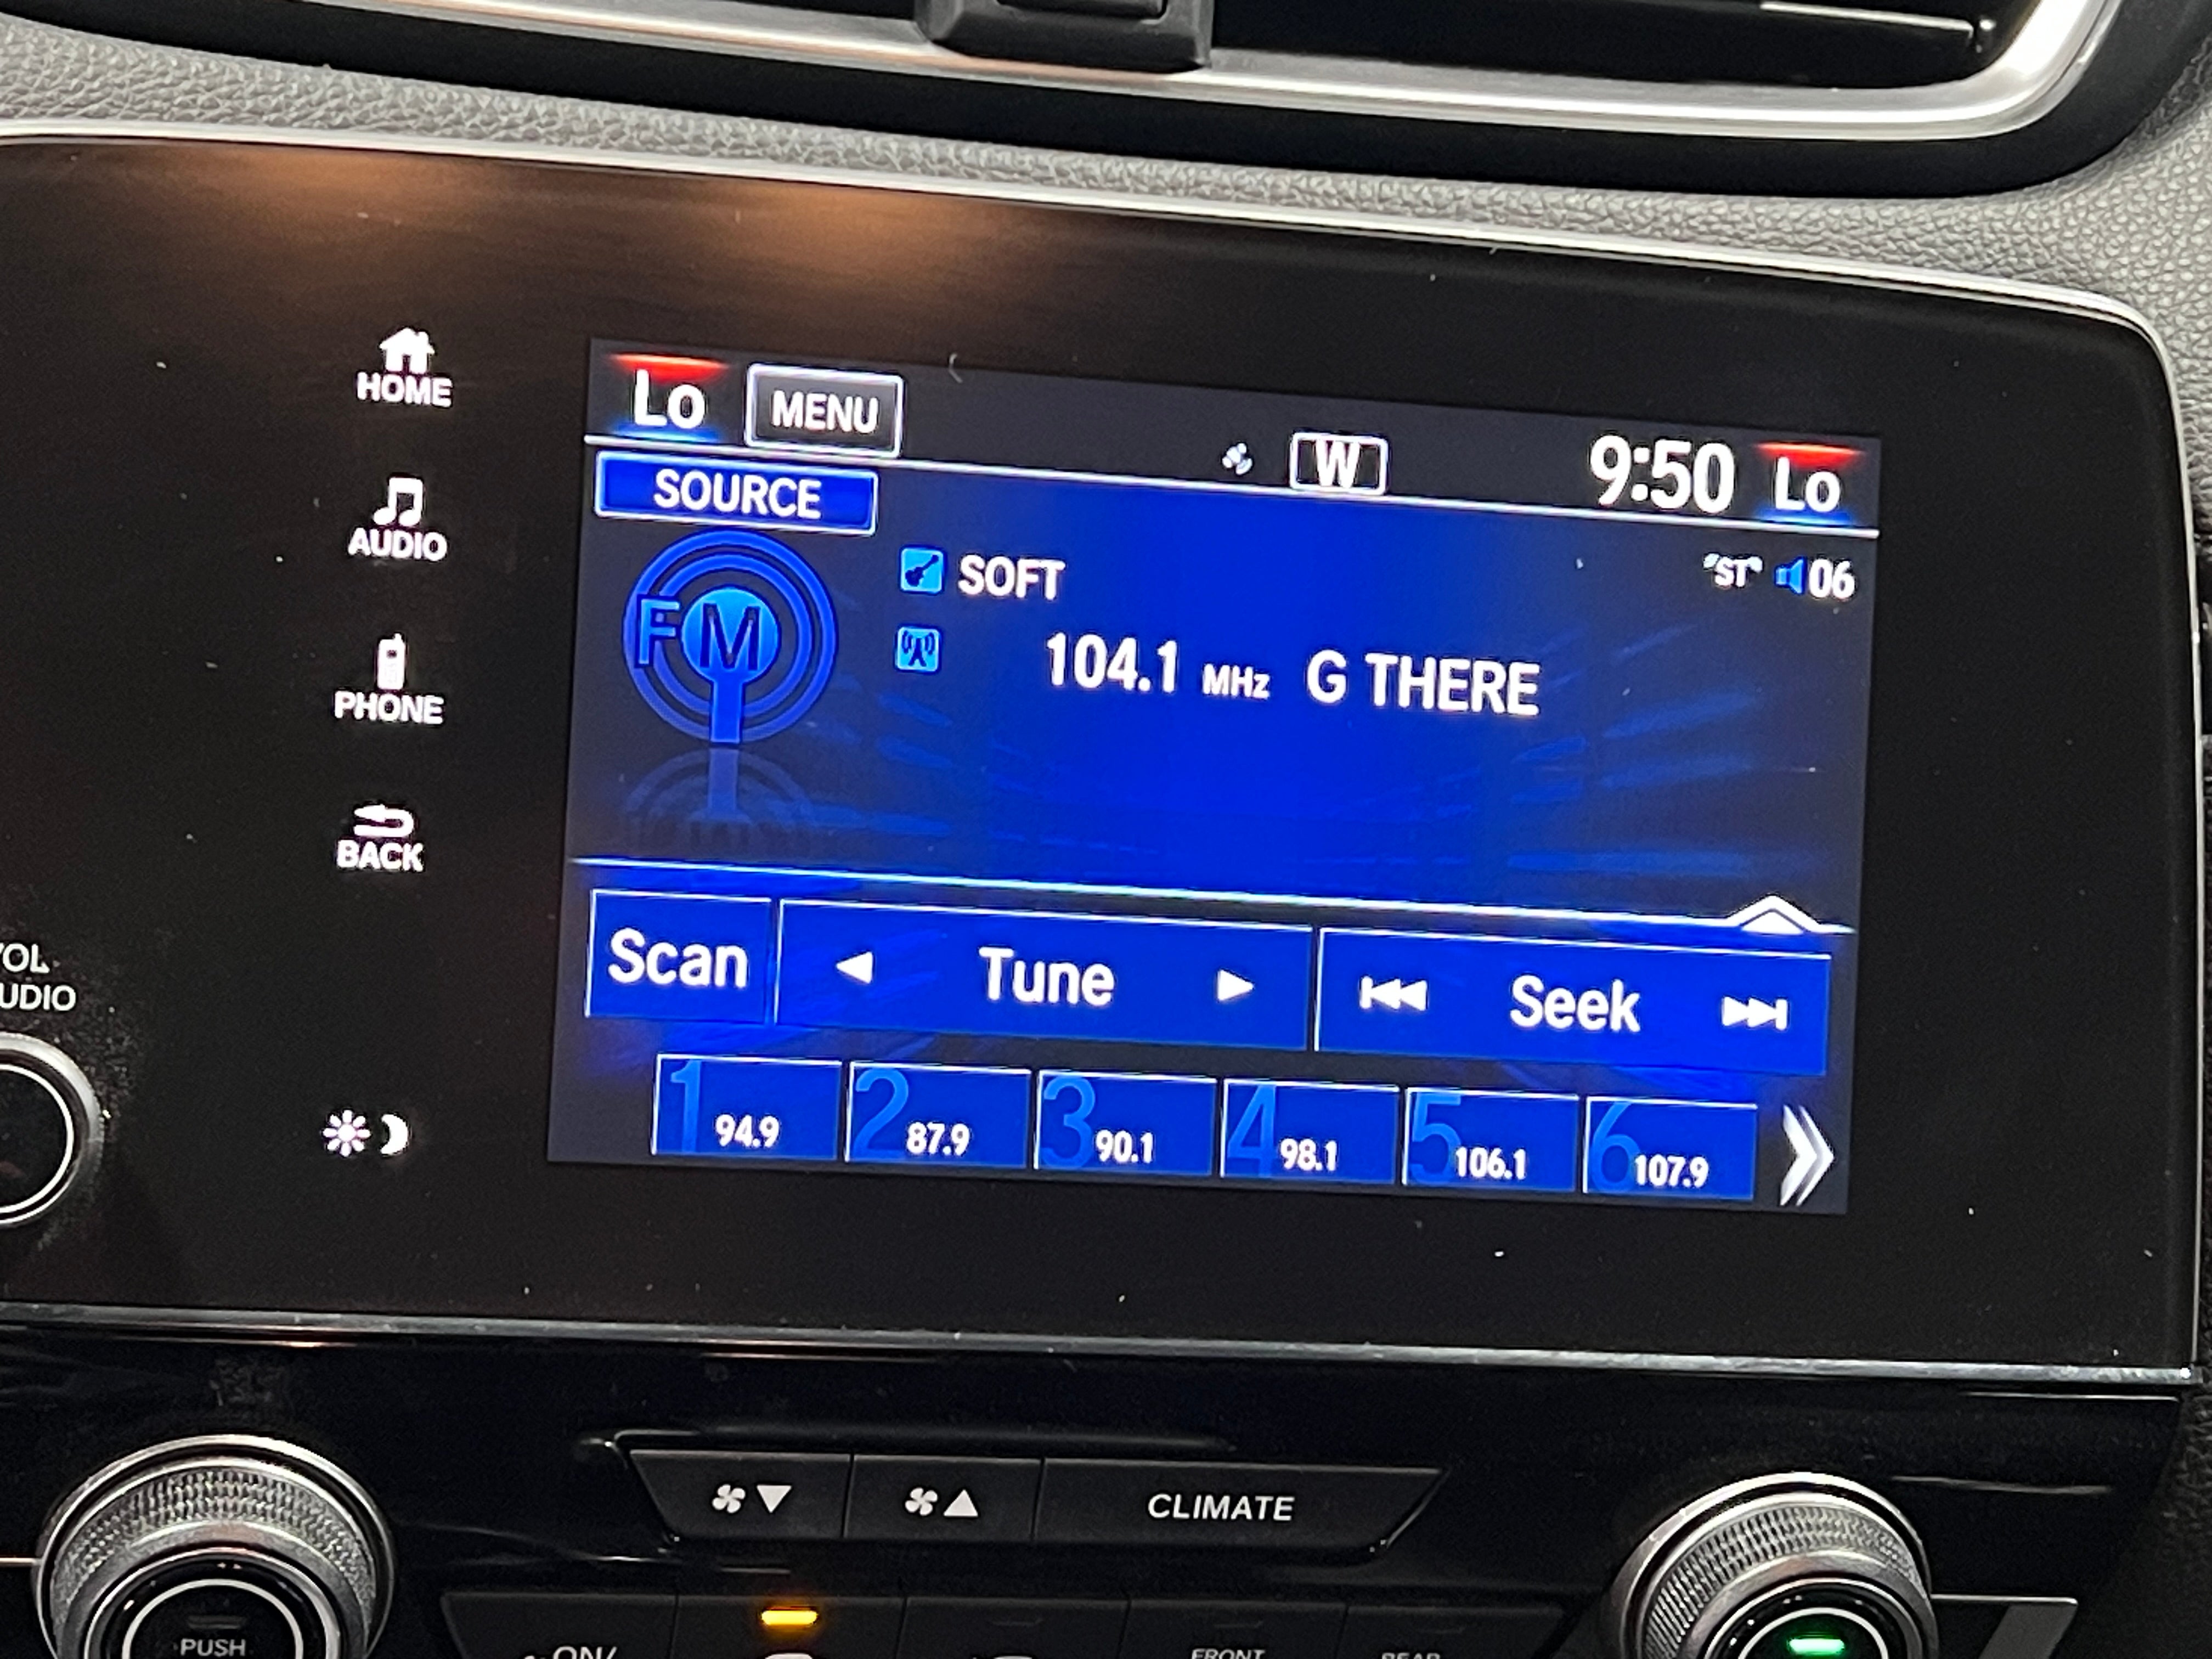 HOME
AUDIO
PHONE
BACK
Lo MENU W 9:50 Lo
SOURCE
FM
SOFT "ST" 06
104.1 MHz G THERE
Scan Tune Seek
1 94.9 2 87.9 3 90.1 4 98.1 5 106.1 6 107.9
CLIMATE
PUSH